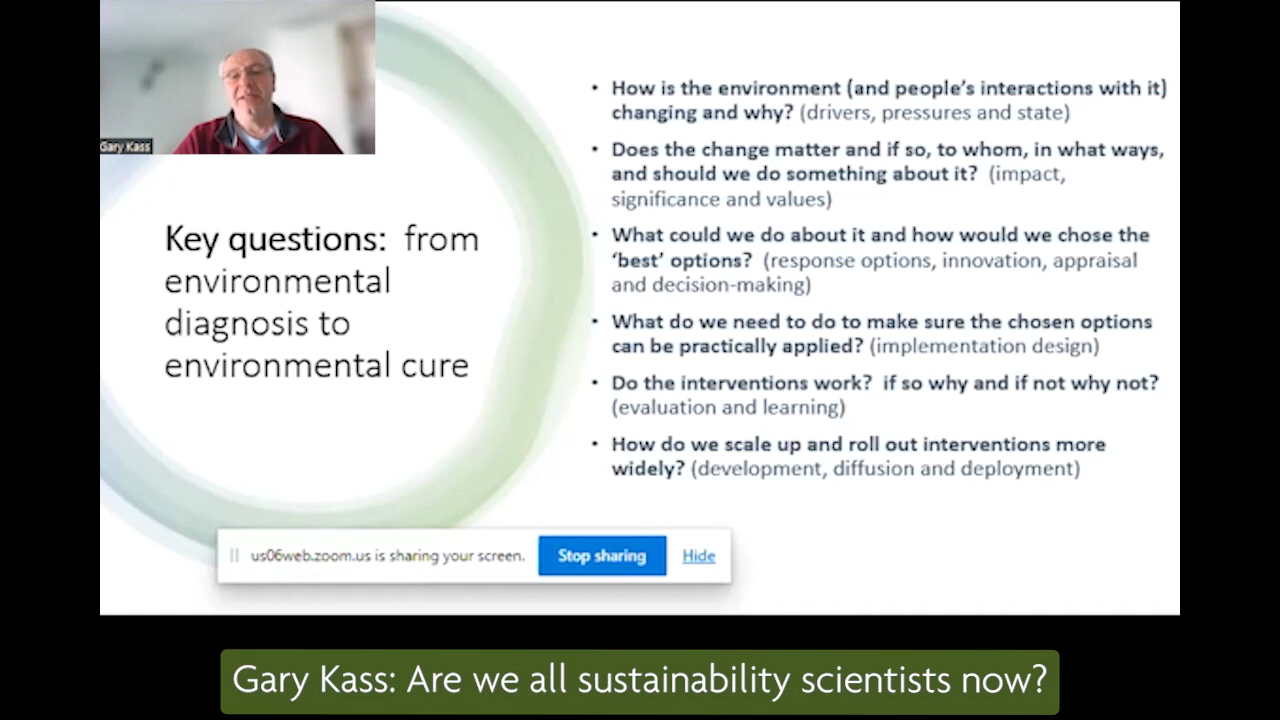 Gary Kass
Key questions:  from
environmental
diagnosis to
environmental cure
• How is the environment (and people's interactions with it)
changing and why? (drivers, pressures and state)
• Does the change matter and if so, to whom, in what ways,
and should we do something about it?  (impact,
significance and values)
• What could we do about it and how would we chose the
'best' options?  (response options, innovation, appraisal
and decision-making)
• What do we need to do to make sure the chosen options
can be practically applied? (implementation design)
• Do the interventions work?  if so why and if not why not?
(evaluation and learning)
• How do we scale up and roll out interventions more
widely? (development, diffusion and deployment)
us06web.zoom.us is sharing your screen. Stop sharing Hide
Gary Kass: Are we all sustainability scientists now?